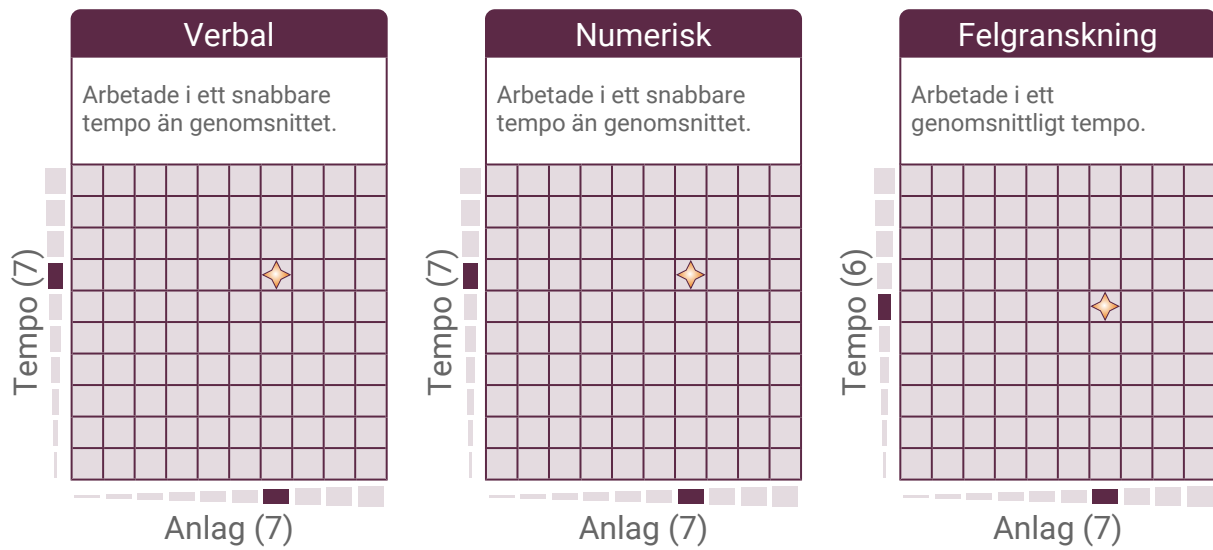 Verbal
Arbetade i ett snabbare
tempo än genomsnittet.
Tempo (7)
Anlag (7)
Numerisk
Arbetade i ett snabbare
tempo än genomsnittet.
Tempo (7)
Anlag (7)
Felgranskning
Arbetade i ett
genomsnittligt tempo.
Tempo (6)
Anlag (7)